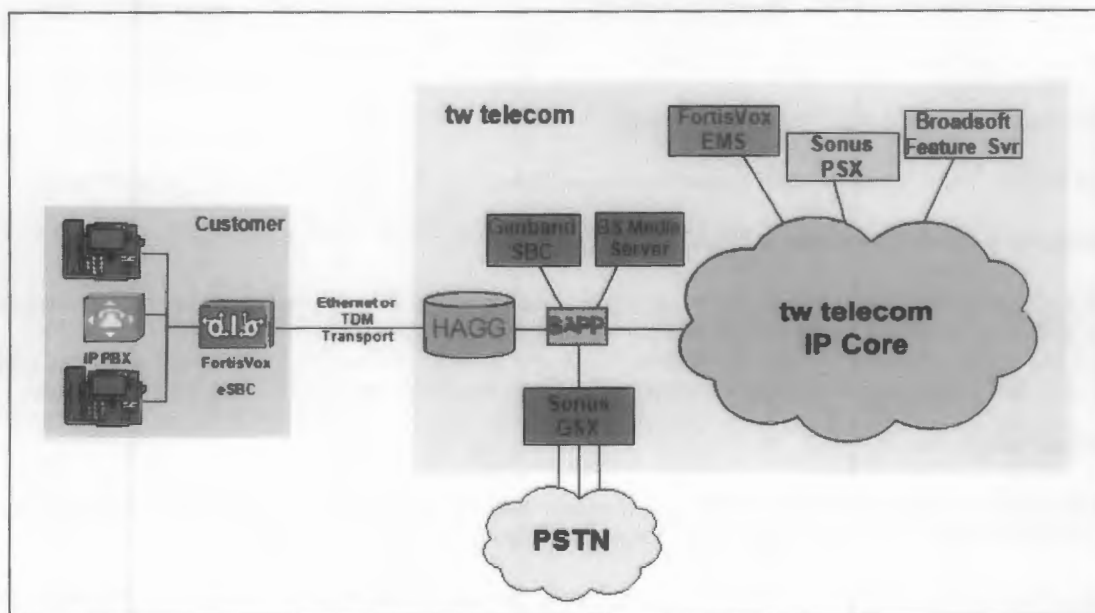 tw telecom
FortisVox
EMS
Sonus
PSX
Broadsoft
Feature Svr
Customer
IP PBX
FortisVox
eSBC
Ethernet or
TDM
Transport
HAGG
SBC
BS Media
Server
SAPP
tw telecom
IP Core
Sonus
GSX
PSTN